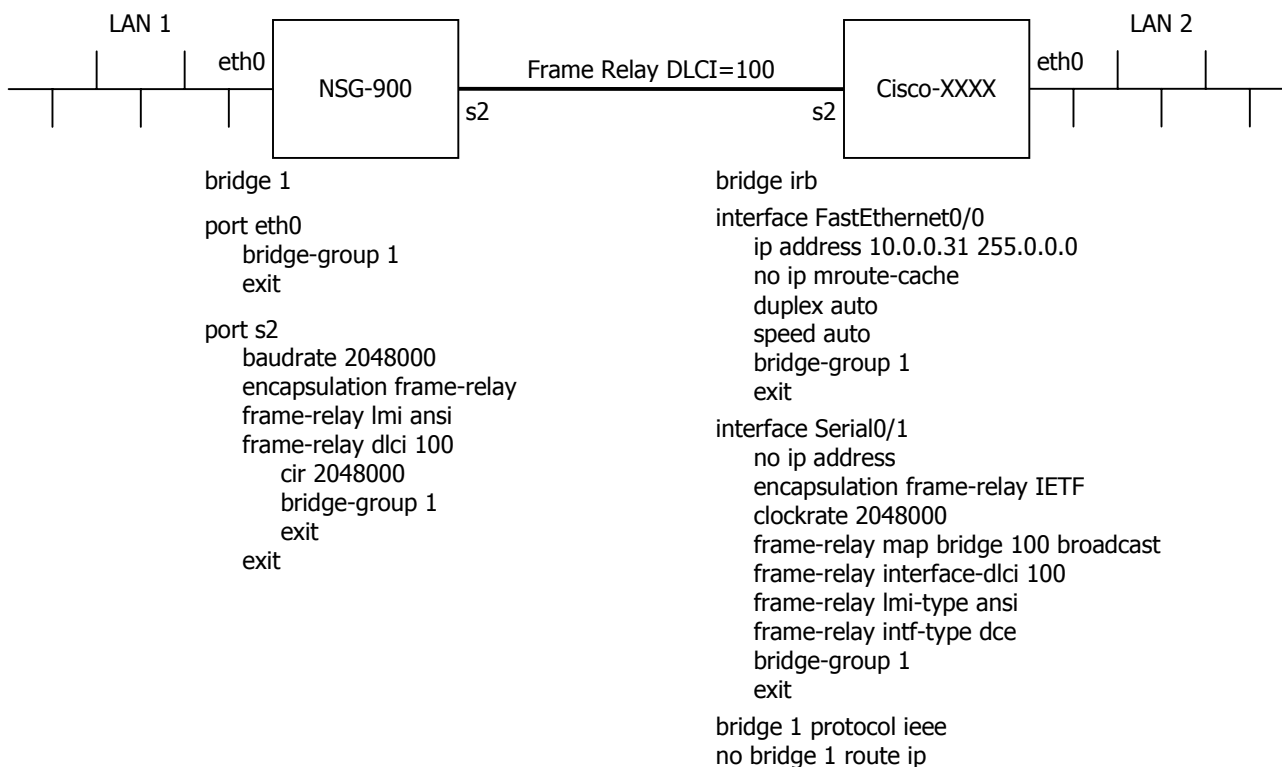 LAN 1
LAN 2
eth0
NSG-900
Frame Relay DLCI=100
Cisco-XXXX
eth0
s2
s2
bridge 1
port eth0
bridge-group 1
exit
port s2
baudrate 2048000
encapsulation frame-relay
frame-relay lmi ansi
frame-relay dlci 100
cir 2048000
bridge-group 1
exit
exit
bridge irb
interface FastEthernet0/0
ip address 10.0.0.31 255.0.0.0
no ip mroute-cache
duplex auto
speed auto
bridge-group 1
exit
interface Serial0/1
no ip address
encapsulation frame-relay IETF
clockrate 2048000
frame-relay map bridge 100 broadcast
frame-relay interface-dlci 100
frame-relay lmi-type ansi
frame-relay intf-type dce
bridge-group 1
exit
bridge 1 protocol ieee
no bridge 1 route ip